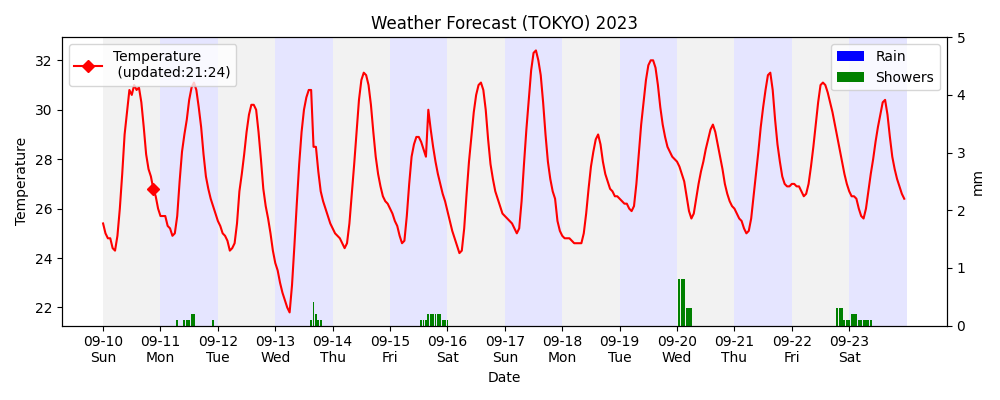 Weather Forecast (TOKYO) 2023
Temperature
(updated:21:24)
Rain
Showers
Temperature
32
30
28
26
24
22
5
4
3
2
1
0
mm
09-10 09-11 09-12 09-13 09-14 09-15 09-16 09-17 09-18 09-19 09-20 09-21 09-22 09-23
Sun Mon Tue Wed Thu Fri Sat Sun Mon Tue Wed Thu Fri Sat
Date